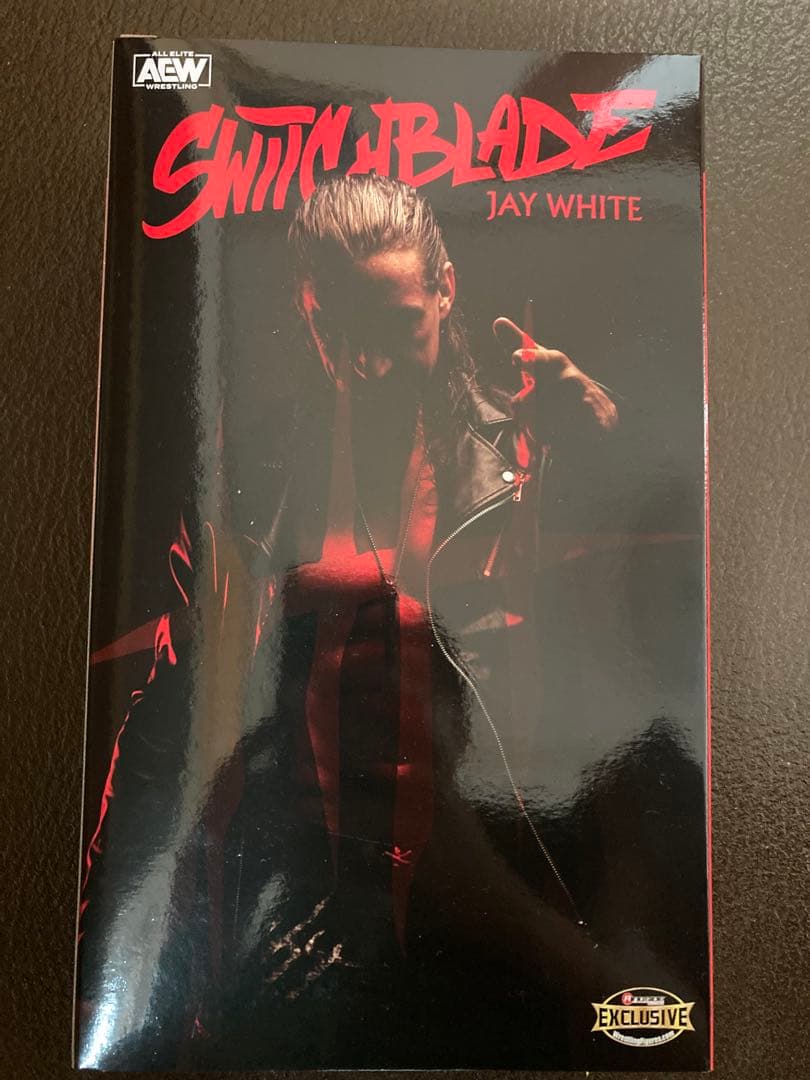 ALL ELITE
AEW
WRESTLING
SWITCHBLADE
JAY WHITE
EXCLUSIVE